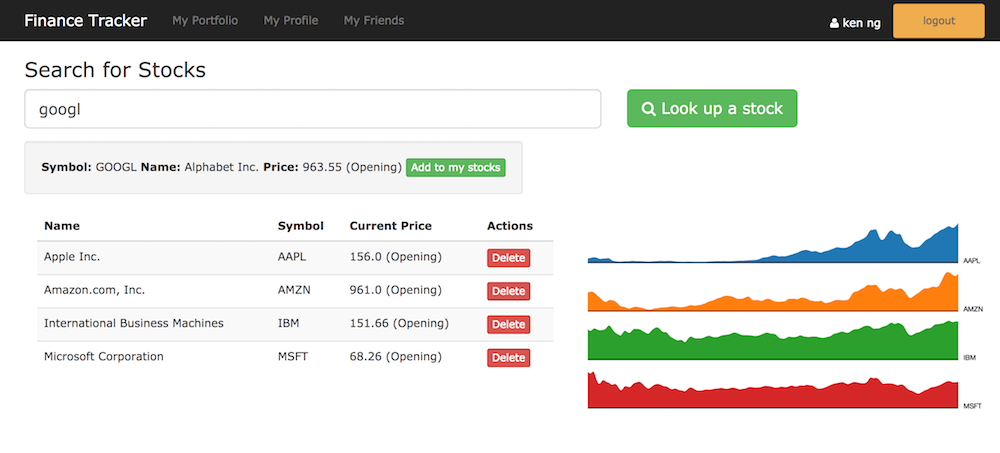 Finance Tracker My Portfolio My Profile My Friends ken ng logout
Search for Stocks
googl Look up a stock
Symbol: GOOGL Name: Alphabet Inc. Price: 963.55 (Opening) Add to my stocks
Name Symbol Current Price Actions
Apple Inc. AAPL 156.0 (Opening) Delete
Amazon.com, Inc. AMZN 961.0 (Opening) Delete
International Business Machines IBM 151.66 (Opening) Delete
Microsoft Corporation MSFT 68.26 (Opening) Delete
AAPL
AMZN
IBM
MSFT